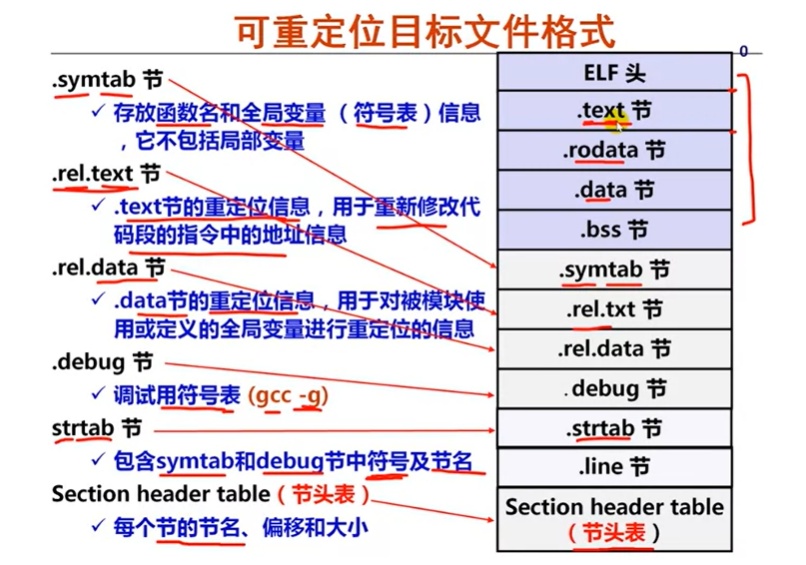 可重定位目标文件格式
.symtab 节
✓ 存放函数名和全局变量 （符号表）信息
，它不包括局部变量
.rel.text 节
✓ .text节的重定位信息，用于重新修改代
码段的指令中的地址信息
.rel.data 节
✓ .data节的重定位信息，用于对被模块使
用或定义的全局变量进行重定位的信息
.debug 节
✓ 调试用符号表 (gcc -g)
strtab 节
✓ 包含symtab和debug节中符号及节名
Section header table（节头表）
✓ 每个节的节名、偏移和大小
0
ELF 头
.text 节
.rodata 节
.data 节
.bss 节
.symtab 节
.rel.txt 节
.rel.data 节
.debug 节
.strtab 节
.line 节
Section header table
（节头表）